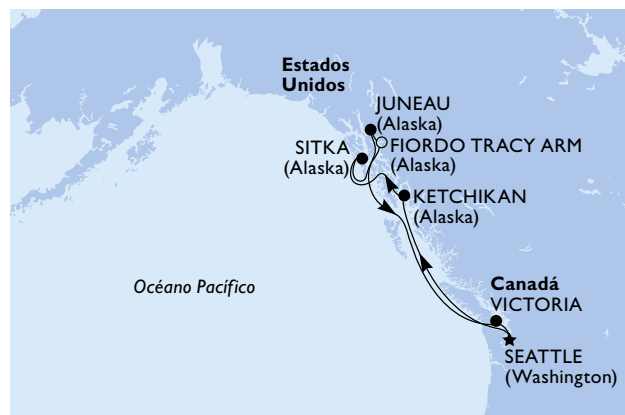 Estados
Unidos
JUNEAU
(Alaska)
FIORDO TRACY ARM
(Alaska)
SITKA
(Alaska)
KETCHIKAN
(Alaska)
Océano Pacífico
Canadá
VICTORIA
SEATTLE
(Washington)